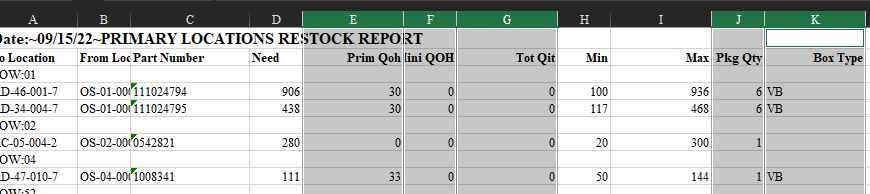 A B C D E F G H I J K
Date:~09/15/22~PRIMARY LOCATIONS RESTOCK REPORT
o Location From Loc Part Number Need Prim Qoh ini QOH Tot Qit Min Max Pkg Qty Box Type
OW:01
D-46-001-7 OS-01-00 111024794 906 30 0 0 100 936 6 VB
D-34-004-7 OS-01-00 111024795 438 30 0 0 117 468 6 VB
OW:02
C-05-004-2 OS-02-00 0542821 280 0 0 0 20 300 1
OW:04
D-47-010-7 OS-04-00 1008341 111 33 0 0 50 144 1 VB
OW:52